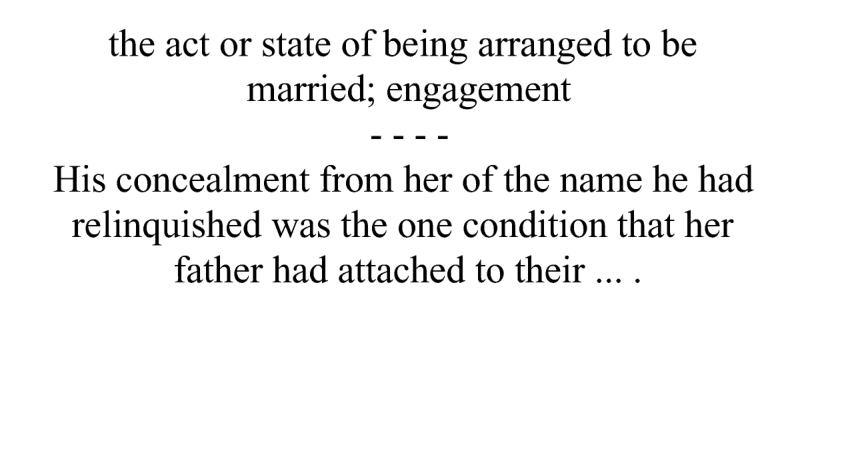 the act or state of being arranged to be
married; engagement
- - - -
His concealment from her of the name he had
relinquished was the one condition that her
father had attached to their ... .